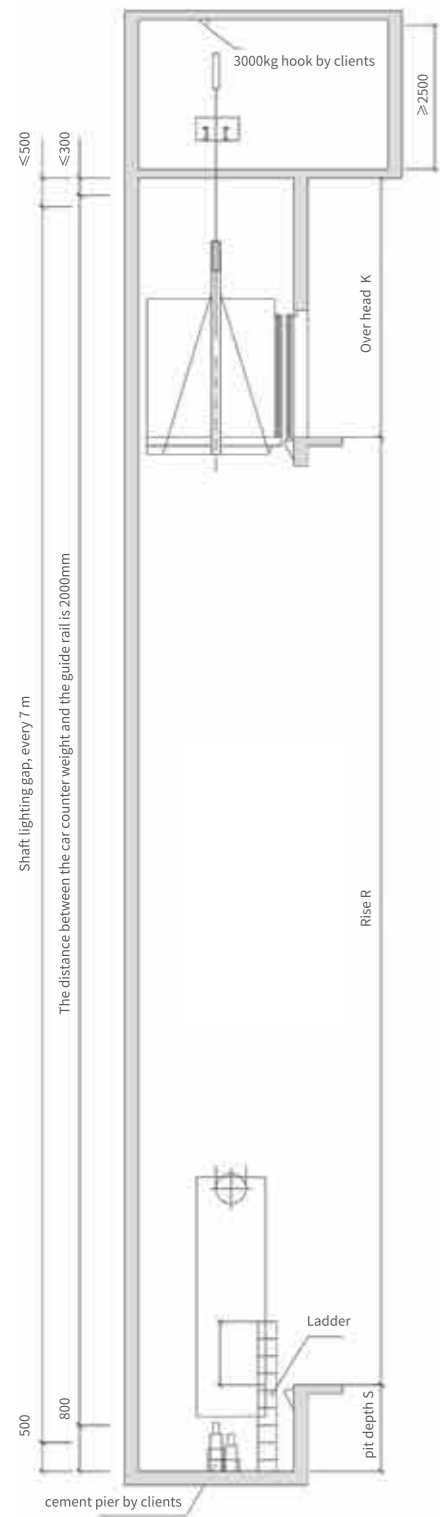 3000kg hook by clients
≥2500
≤500
≤300
Over head K
The distance between the car counter weight and the guide rail is 2000mm
Shaft lighting gap, every 7 m
Rise R
Ladder
500
800
pit depth S
cement pier by clients